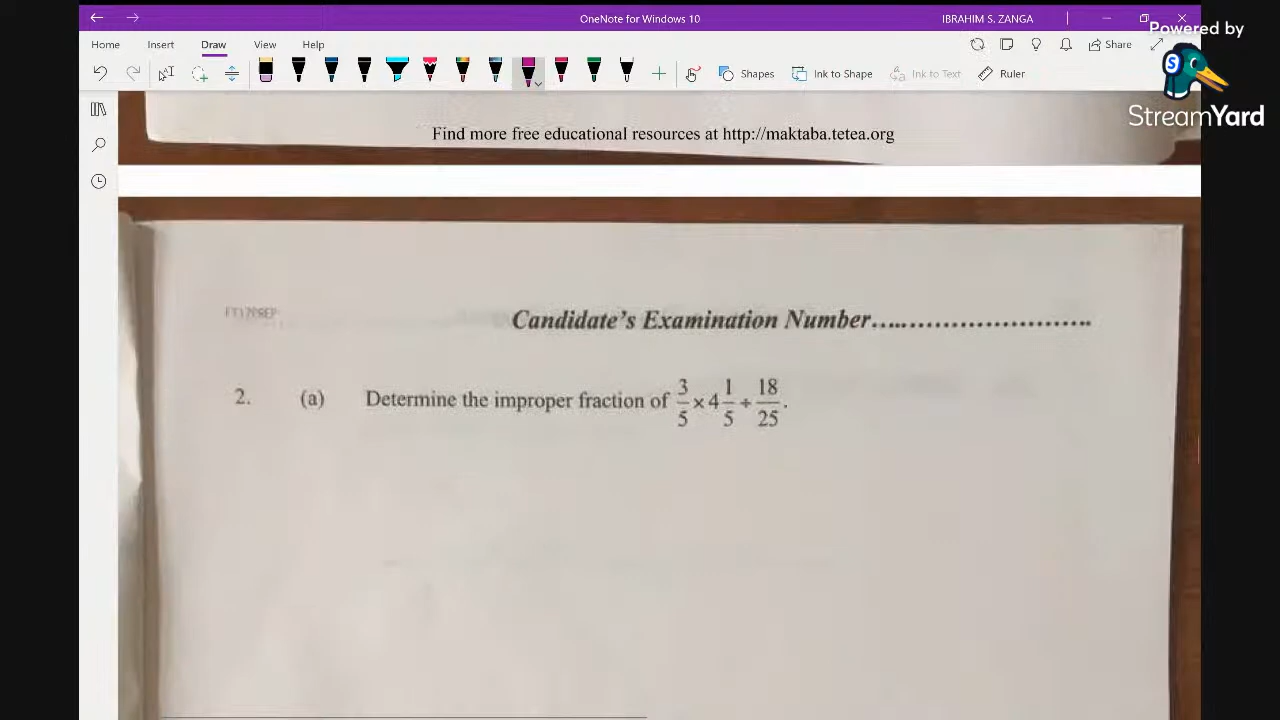 OneNote for Windows 10
IBRAHIM S. ZANGA
Powered by
Home Insert Draw View Help
Share
Shapes Ink to Shape Ink to Text Ruler
StreamYard
Find more free educational resources at http://maktaba.tetea.org
FT17NSEP
Candidate's Examination Number..............................
2. (a) Determine the improper fraction of 3/5 × 4 1/5 ÷ 18/25.